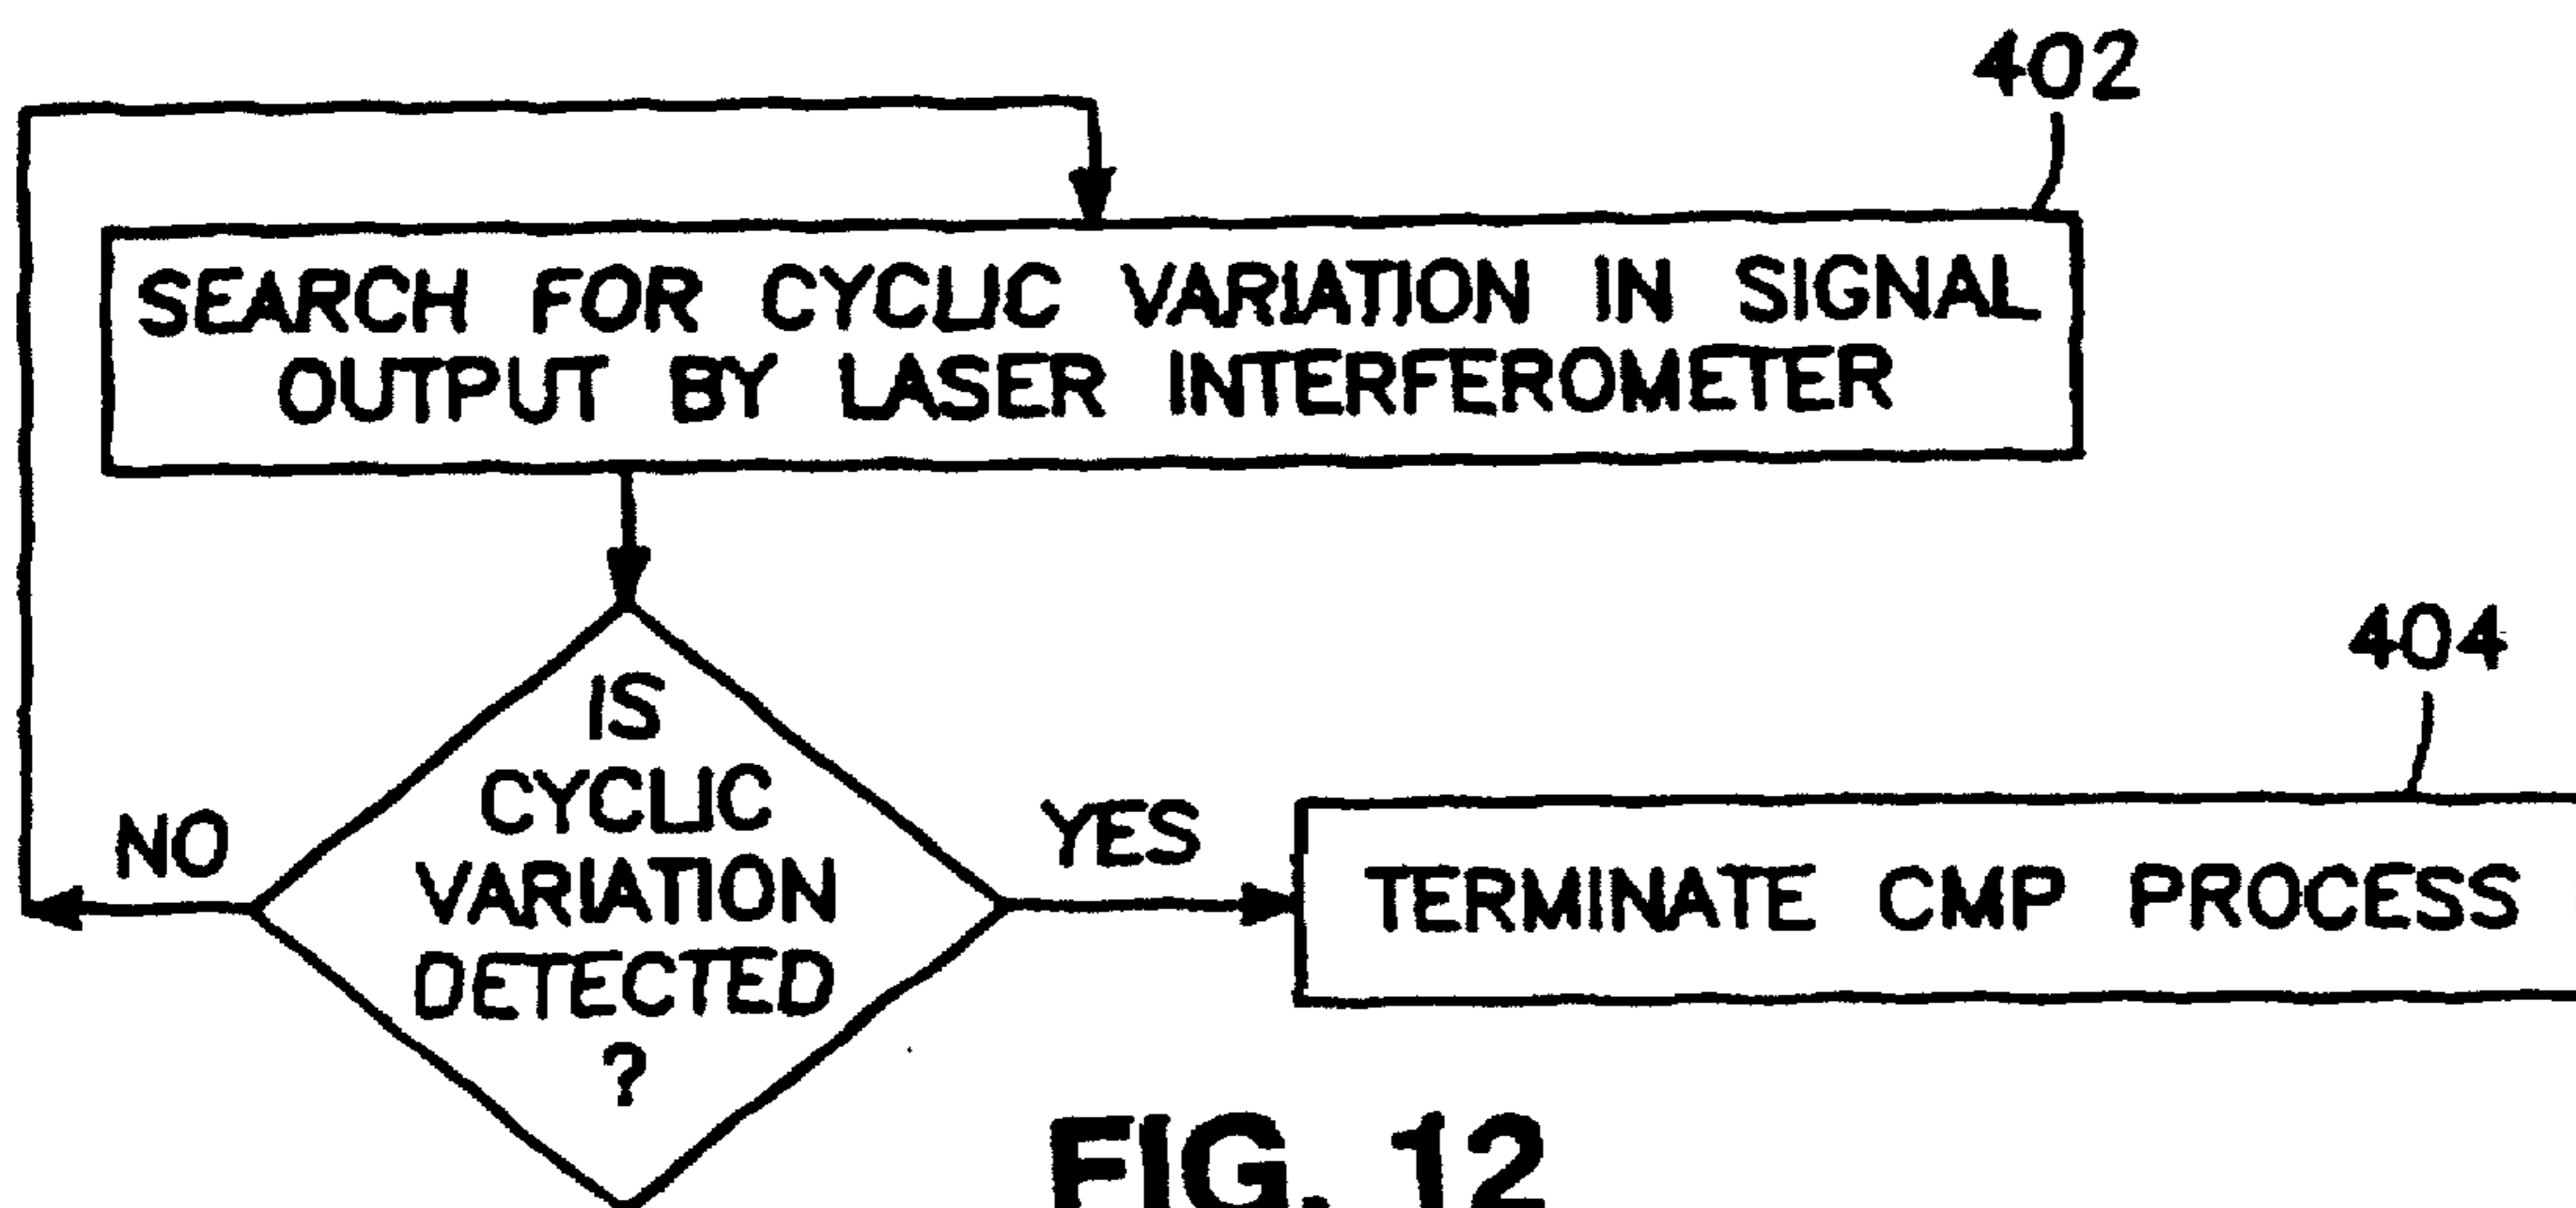 402
SEARCH FOR CYCLIC VARIATION IN SIGNAL
OUTPUT BY LASER INTERFEROMETER
404
IS
CYCLIC
VARIATION
DETECTED
?
NO
YES
TERMINATE CMP PROCESS
FIG. 12